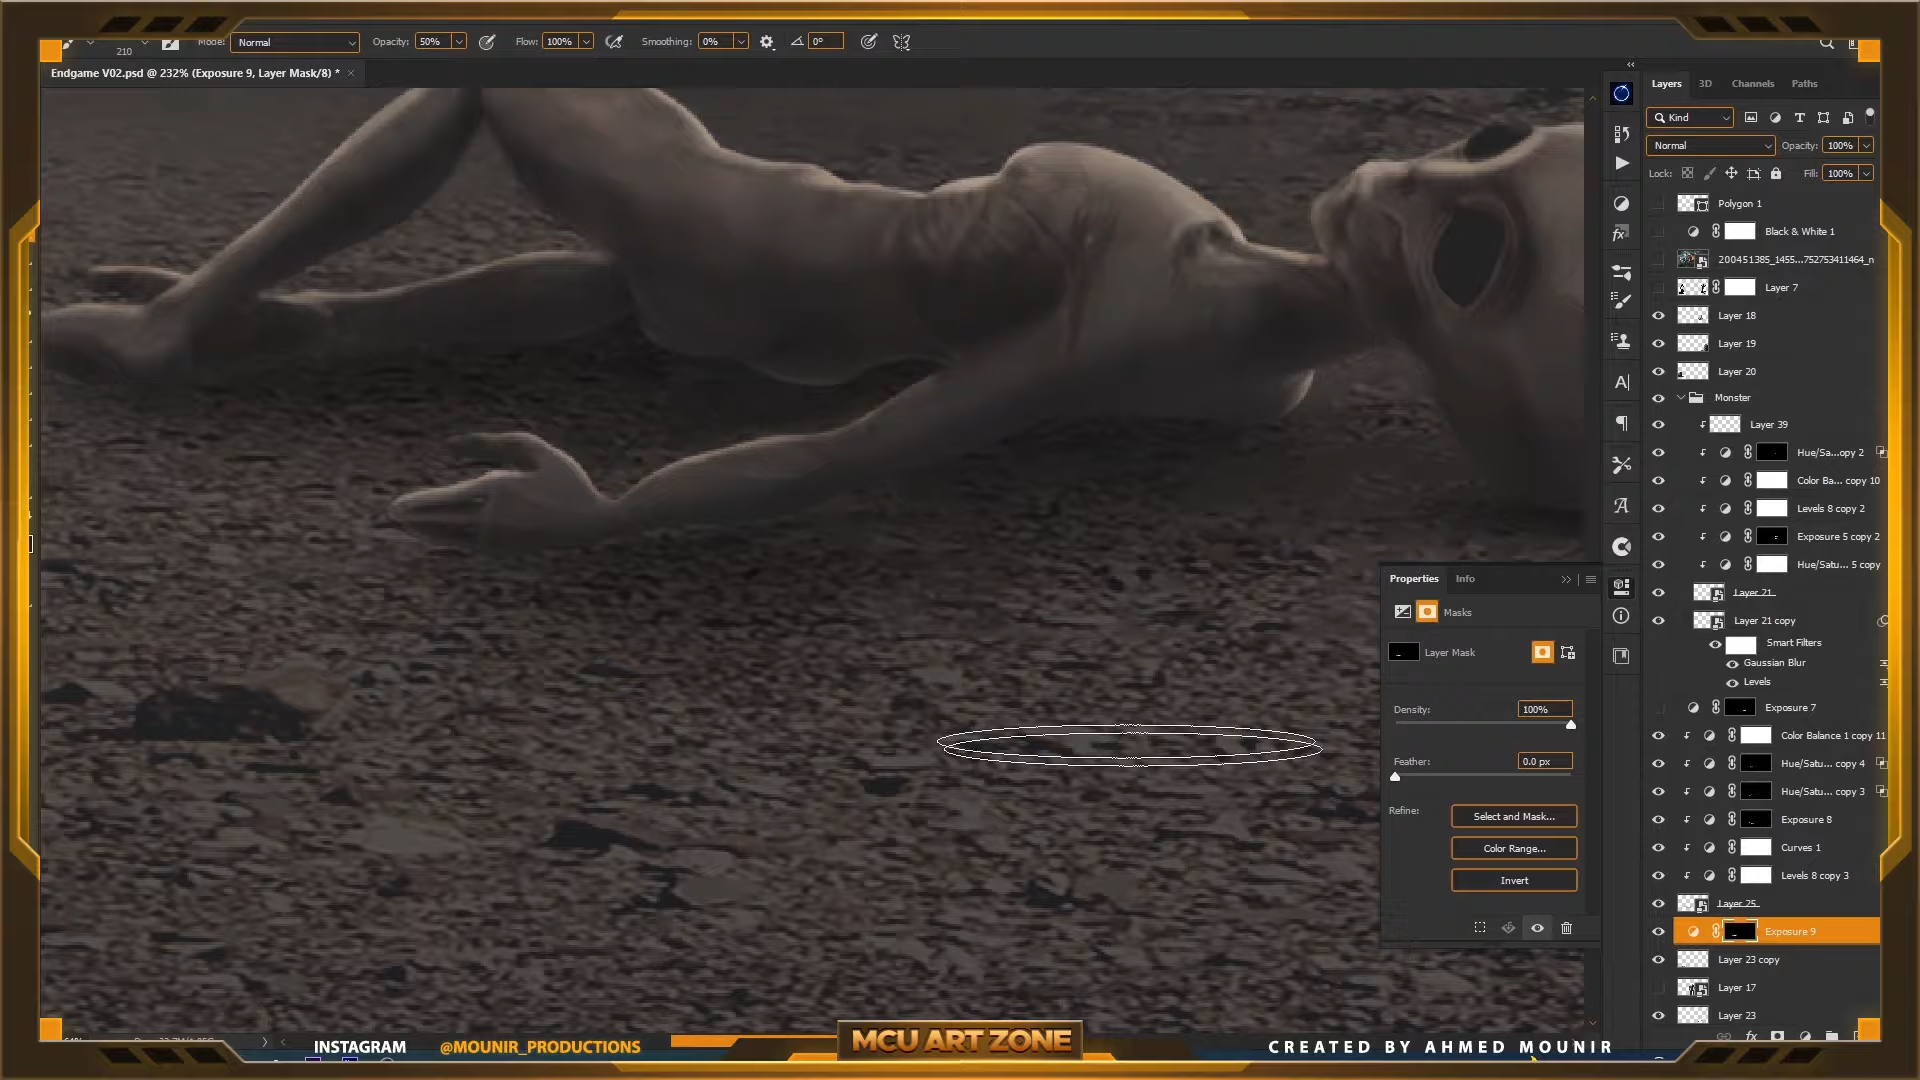 210
Mode:
Normal
Opacity:
50%
Flow:
100%
Smoothing:
0%
0°
Endgame V02.psd @ 232% (Exposure 9, Layer Mask/8) *
Layers
3D
Channels
Paths
Kind
Normal
Opacity:
100%
Lock:
Fill:
100%
Polygon 1
Black & White 1
200451385_1455...752753411464_n
Layer 7
Layer 18
Layer 19
Layer 20
Monster
Layer 39
Hue/Sa...opy 2
Color Ba... copy 10
Levels 8 copy 2
Exposure 5 copy 2
Hue/Satu... 5 copy
Layer 21
Layer 21 copy
Smart Filters
Gaussian Blur
Levels
Exposure 7
Color Balance 1 copy 11
Hue/Satu... copy 4
Hue/Satu... copy 3
Exposure 8
Curves 1
Levels 8 copy 3
Layer 25
Exposure 9
Layer 23 copy
Layer 17
Layer 23
Properties
Info
Masks
Layer Mask
Density:
100%
Feather:
0.0 px
Refine:
Select and Mask...
Color Range...
Invert
INSTAGRAM
@MOUNIR_PRODUCTIONS
MCU ART ZONE
CREATED BY AHMED MOUNIR